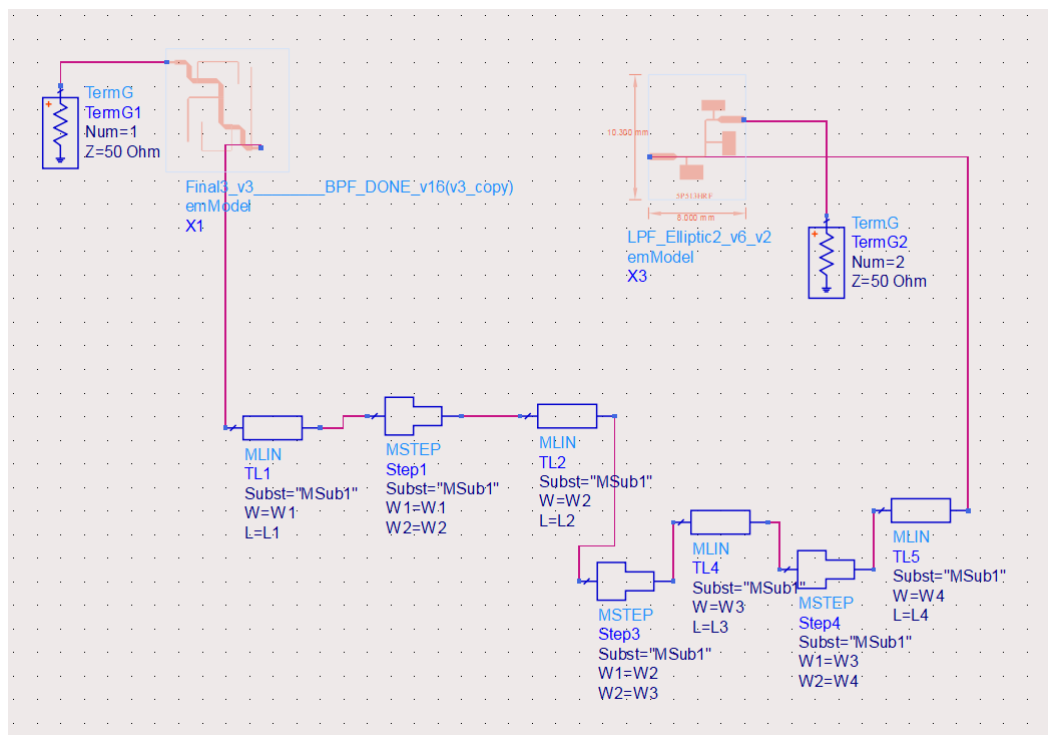 TermG
TermG1
Num=1
Z=50 Ohm
Final3_v3________BPF_DONE_v16(v3_copy)
emModel
X1
10.300 mm
6.000 mm
LPF_Elliptic2_v6_v2
emModel
X3
TermG
TermG2
Num=2
Z=50 Ohm
MLIN
TL1
Subst="MSub1"
W=W1
L=L1
MSTEP
Step1
Subst="MSub1"
W1=W1
W2=W2
MLIN
TL2
Subst="MSub1"
W=W2
L=L2
MSTEP
Step3
Subst="MSub1"
W1=W2
W2=W3
MLIN
TL4
Subst="MSub1"
W=W3
L=L3
MSTEP
Step4
Subst="MSub1"
W1=W3
W2=W4
MLIN
TL5
Subst="MSub1"
W=W4
L=L4